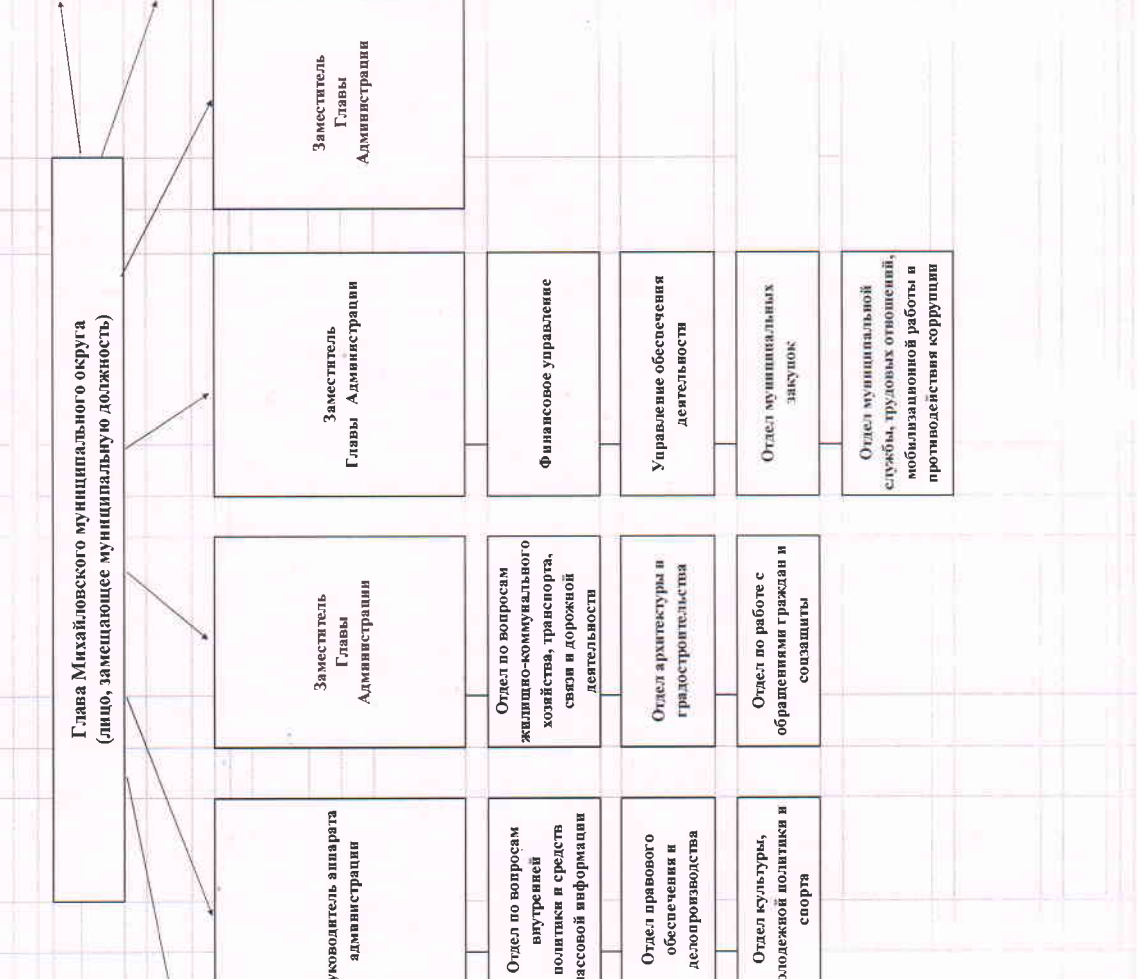 Глава Михайловского муниципального округа
(лицо, замещающее муниципальную должность)
уководитель аппарата
администрации
Отдел по вопросам
внутренней
политики и средств
ассовой информации
Отдел правового
обеспечения и
делопроизводства
Отдел культуры,
олодежной политики и
спорта
Заместитель
Главы
Администрации
Отдел по вопросам
жилищно-коммунального
хозяйства, транспорта,
связи и дорожной
деятельности
Отдел архитектуры и
градостроительства
Отдел по работе с
обращениями граждан и
соцзащиты
Заместитель
Главы Администрации
Финансовое управление
Управление обеспечения
деятельности
Отдел муниципальных
закупок
Отдел муниципальной
службы, трудовых отношений,
мобилизационной работы и
противодействия коррупции
Заместитель
Главы
Администрации